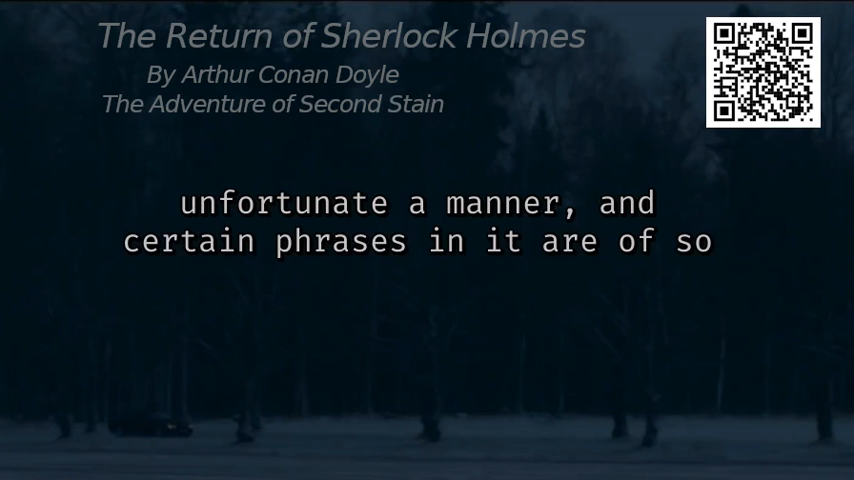 The Return of Sherlock Holmes
By Arthur Conan Doyle
The Adventure of Second Stain
unfortunate a manner, and
certain phrases in it are of so